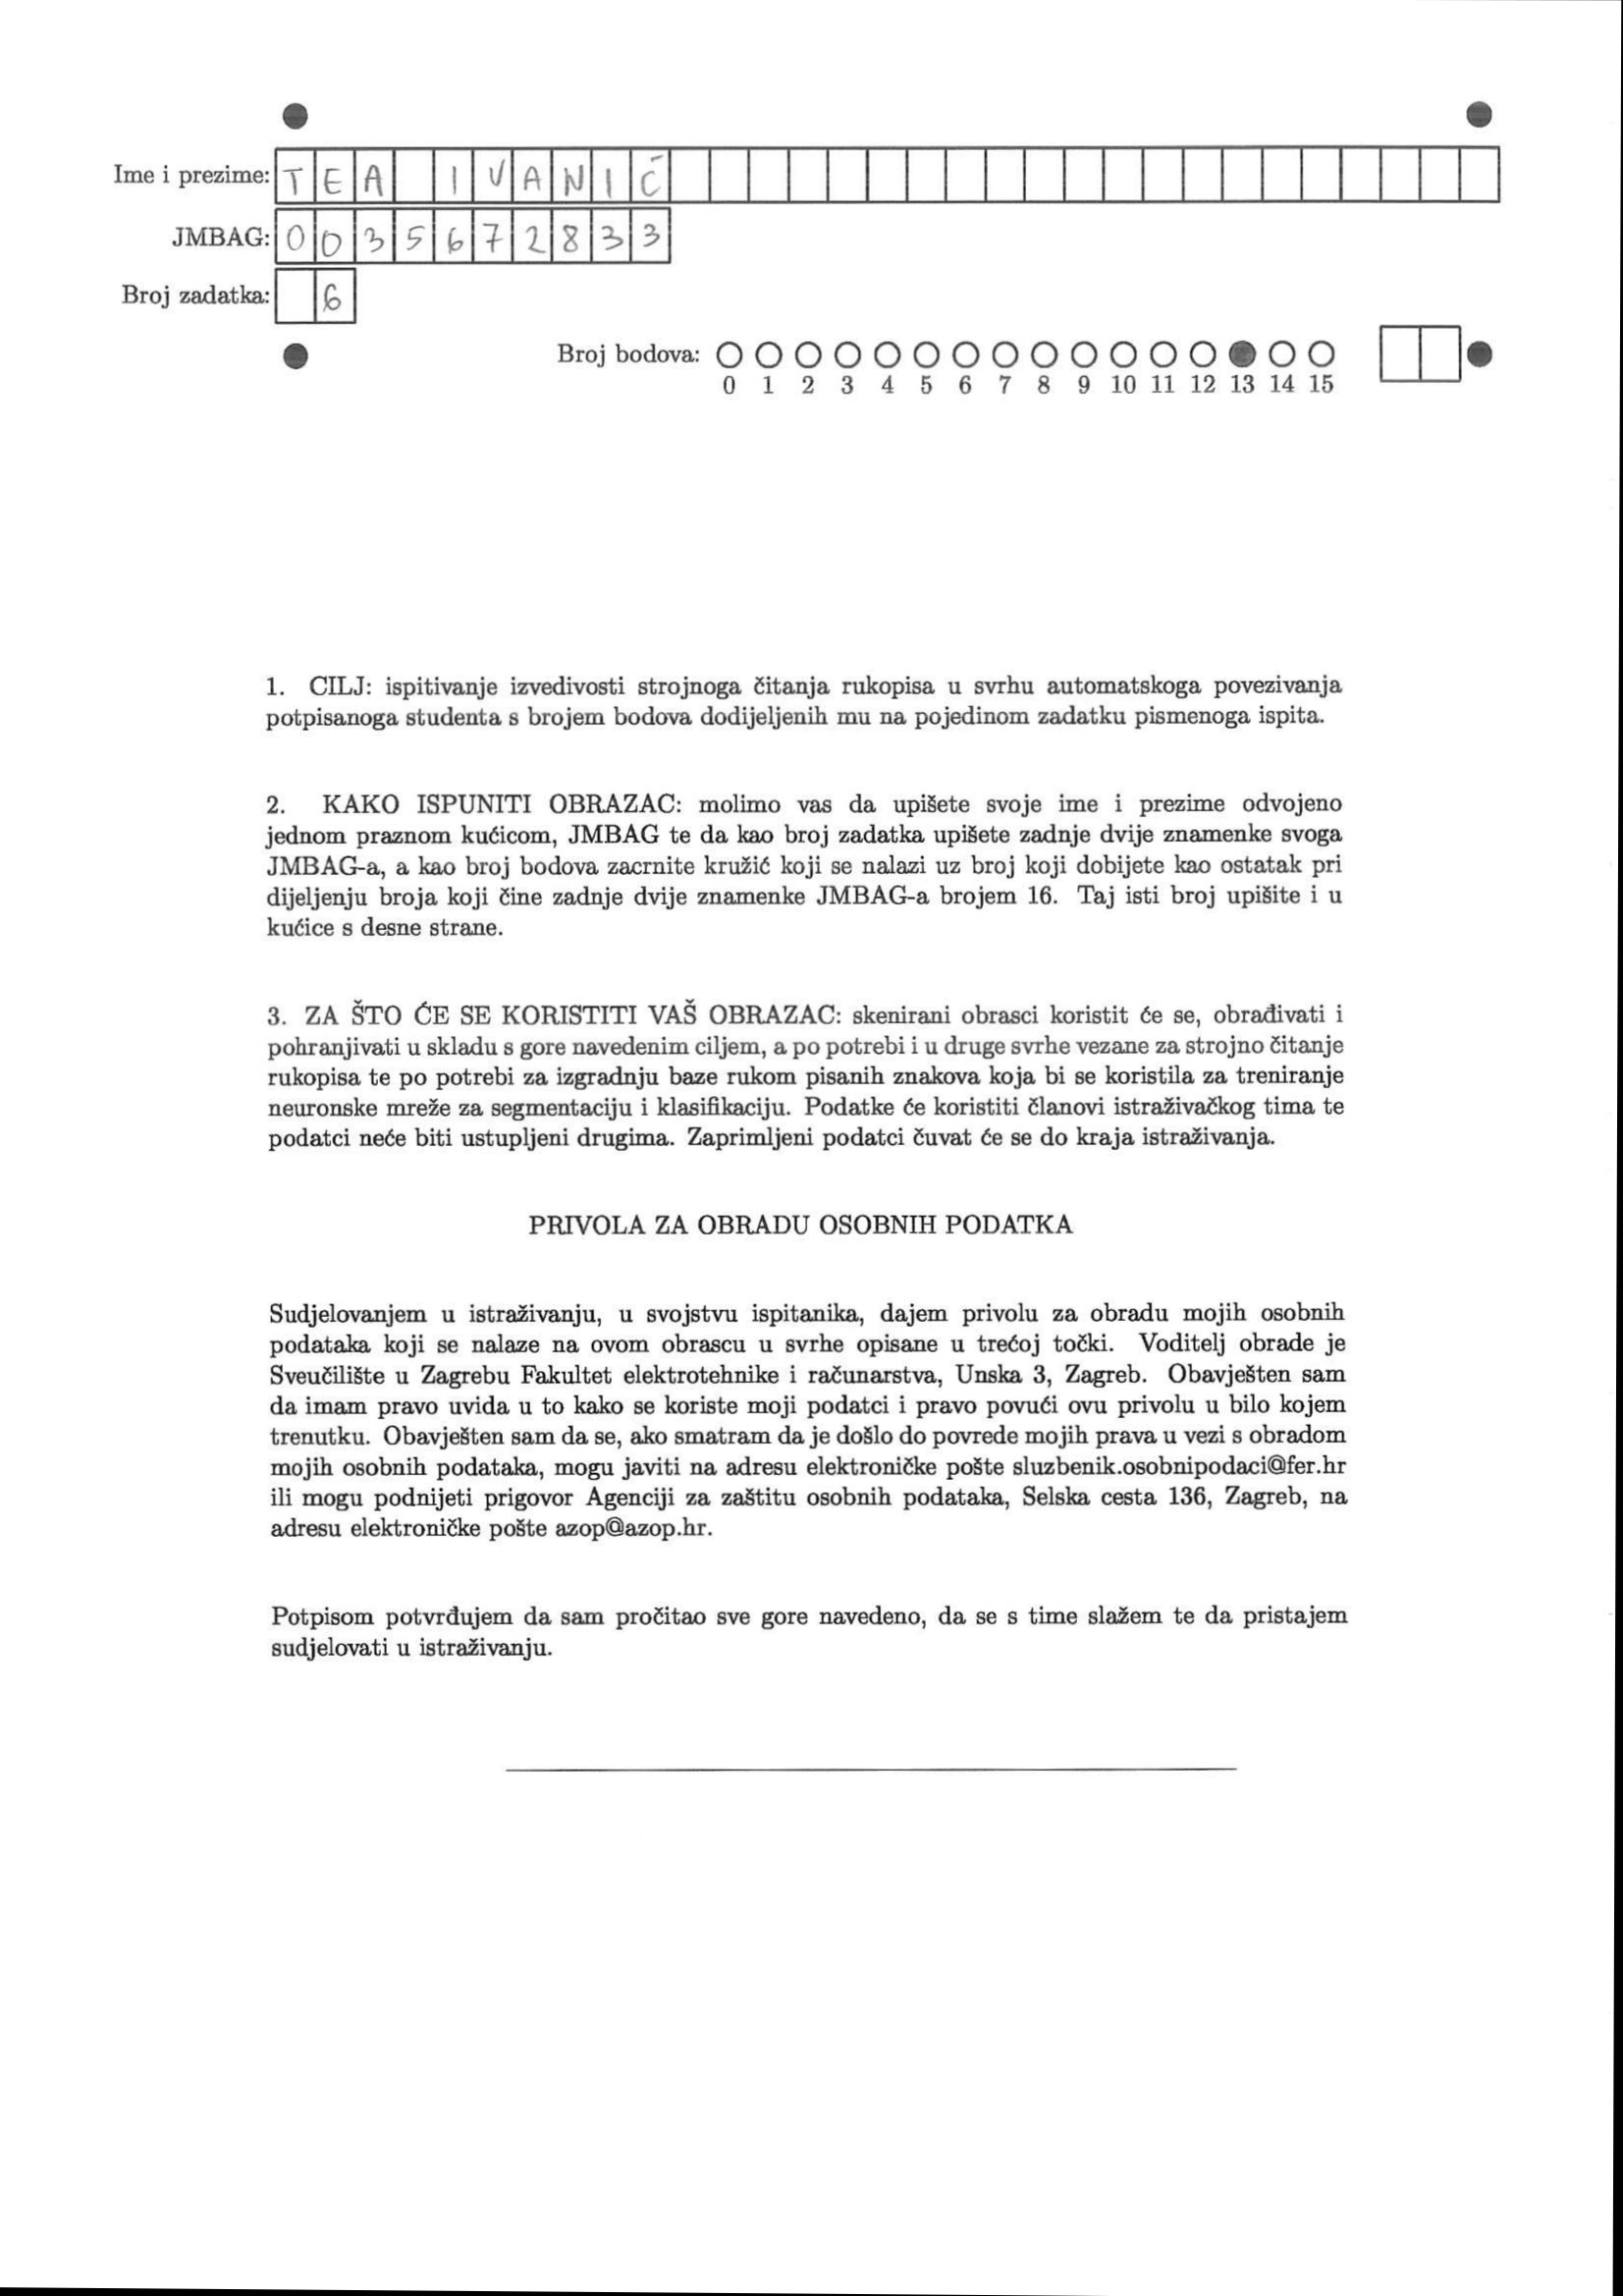 Ime i prezime: TEA IVANIĆ
JMBAG: 0035672833
Broj zadatka: 6
Broj bodova:
0 1 2 3 4 5 6 7 8 9 10 11 12 13 14 15
1. CILJ: ispitivanje izvedivosti strojnoga čitanja rukopisa u svrhu automatskoga povezivanja
potpisanoga studenta s brojem bodova dodijeljenih mu na pojedinom zadatku pismenoga ispita.
2. KAKO ISPUNITI OBRAZAC: molimo vas da upišete svoje ime i prezime odvojeno
jednom praznom kućicom, JMBAG te da kao broj zadatka upišete zadnje dvije znamenke svoga
JMBAG-a, a kao broj bodova zacrnite kružić koji se nalazi uz broj koji dobijete kao ostatak pri
dijeljenju broja koji čine zadnje dvije znamenke JMBAG-a brojem 16. Taj isti broj upišite i u
kućice s desne strane.
3. ZA ŠTO ĆE SE KORISTITI VAŠ OBRAZAC: skenirani obrasci koristit će se, obrađivati i
pohranjivati u skladu s gore navedenim ciljem, a po potrebi i u druge svrhe vezane za strojno čitanje
rukopisa te po potrebi za izgradnju baze rukom pisanih znakova koja bi se koristila za treniranje
neuronske mreže za segmentaciju i klasifikaciju. Podatke će koristiti članovi istraživačkog tima te
podatci neće biti ustupljeni drugima. Zaprimljeni podatci čuvat će se do kraja istraživanja.
PRIVOLA ZA OBRADU OSOBNIH PODATKA
Sudjelovanjem u istraživanju, u svojstvu ispitanika, dajem privolu za obradu mojih osobnih
podataka koji se nalaze na ovom obrascu u svrhe opisane u trećoj točki. Voditelj obrade je
Sveučilište u Zagrebu Fakultet elektrotehnike i računarstva, Unska 3, Zagreb. Obavješten sam
da imam pravo uvida u to kako se koriste moji podatci i pravo povući ovu privolu u bilo kojem
trenutku. Obavješten sam da se, ako smatram da je došlo do povrede mojih prava u vezi s obradom
mojih osobnih podataka, mogu javiti na adresu elektroničke pošte sluzbenik.osobnipodaci@fer.hr
ili mogu podnijeti prigovor Agenciji za zaštitu osobnih podataka, Selska cesta 136, Zagreb, na
adresu elektroničke pošte azop@azop.hr.
Potpisom potvrđujem da sam pročitao sve gore navedeno, da se s time slažem te da pristajem
sudjelovati u istraživanju.